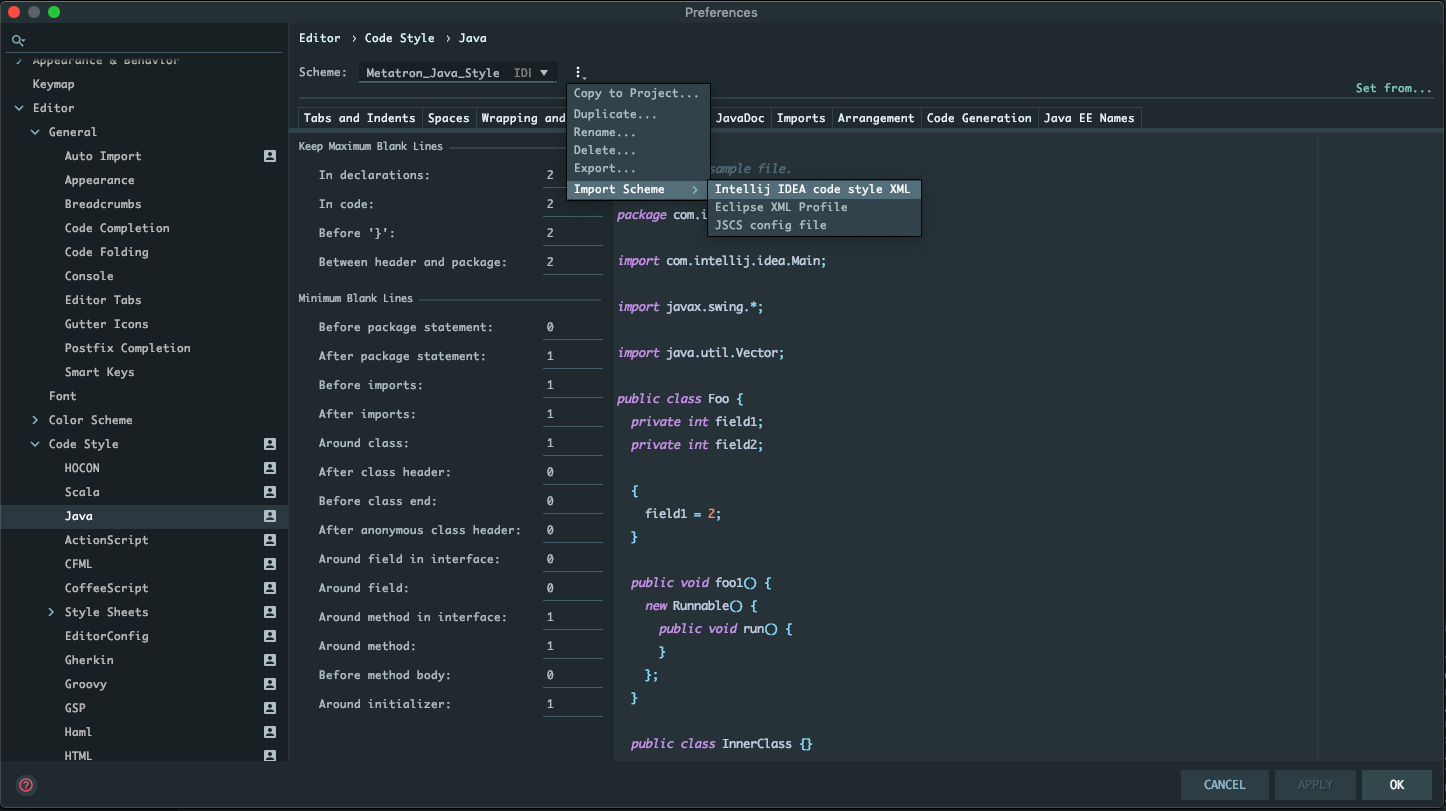 Preferences
Appearance & Behavior
Keymap
Editor
General
Auto Import
Appearance
Breadcrumbs
Code Completion
Code Folding
Console
Editor Tabs
Gutter Icons
Postfix Completion
Smart Keys
Font
Color Scheme
Code Style
HOCON
Scala
Java
ActionScript
CFML
CoffeeScript
Style Sheets
EditorConfig
Gherkin
Groovy
GSP
Haml
HTML
Editor › Code Style › Java
Scheme: Metatron_Java_Style IDE
Set from...
Copy to Project...
Duplicate...
Rename...
Delete...
Export...
Import Scheme
Intellij IDEA code style XML
Eclipse XML Profile
JSCS config file
Tabs and Indents Spaces Wrapping and JavaDoc Imports Arrangement Code Generation Java EE Names
Keep Maximum Blank Lines
In declarations: 2
In code: 2
Before '}': 2
Between header and package: 2
Minimum Blank Lines
Before package statement: 0
After package statement: 1
Before imports: 1
After imports: 1
Around class: 1
After class header: 0
Before class end: 0
After anonymous class header: 0
Around field in interface: 0
Around field: 0
Around method in interface: 1
Around method: 1
Before method body: 0
Around initializer: 1
sample file.
package com.i
import com.intellij.idea.Main;
import javax.swing.*;
import java.util.Vector;
public class Foo {
private int field1;
private int field2;
{
field1 = 2;
}
public void foo1() {
new Runnable() {
public void run() {
}
};
}
public class InnerClass {}
?
CANCEL
APPLY
OK